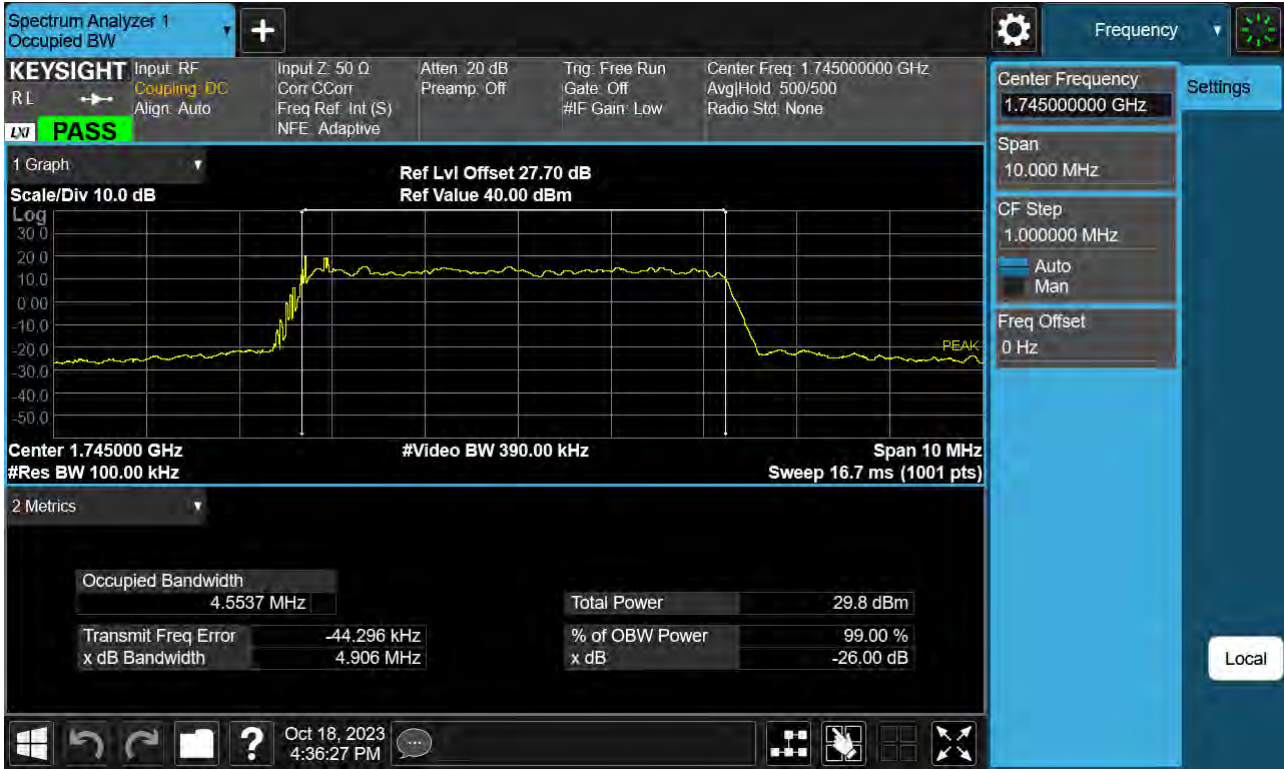 Spectrum Analyzer 1
Occupied BW
Frequency
KEYSIGHT
RL
LXI
PASS
Input: RF
Coupling: DC
Align: Auto
Input Z: 50 Ω
Corr CCorr
Freq Ref: Int (S)
NFE: Adaptive
Atten: 20 dB
Preamp: Off
Trig: Free Run
Gate: Off
#IF Gain: Low
Center Freq: 1.745000000 GHz
Avg|Hold: 500/500
Radio Std: None
1 Graph
Scale/Div 10.0 dB
Ref Lvl Offset 27.70 dB
Ref Value 40.00 dBm
Log
30.0
20.0
10.0
0.00
-10.0
-20.0
-30.0
-40.0
-50.0
PEAK
Center 1.745000 GHz
#Video BW 390.00 kHz
Span 10 MHz
#Res BW 100.00 kHz
Sweep 16.7 ms (1001 pts)
2 Metrics
Occupied Bandwidth
4.5537 MHz
Total Power 29.8 dBm
Transmit Freq Error -44.296 kHz
% of OBW Power 99.00 %
x dB Bandwidth 4.906 MHz
x dB -26.00 dB
Center Frequency
1.745000000 GHz
Settings
Span
10.000 MHz
CF Step
1.000000 MHz
Auto
Man
Freq Offset
0 Hz
Local
?
Oct 18, 2023
4:36:27 PM